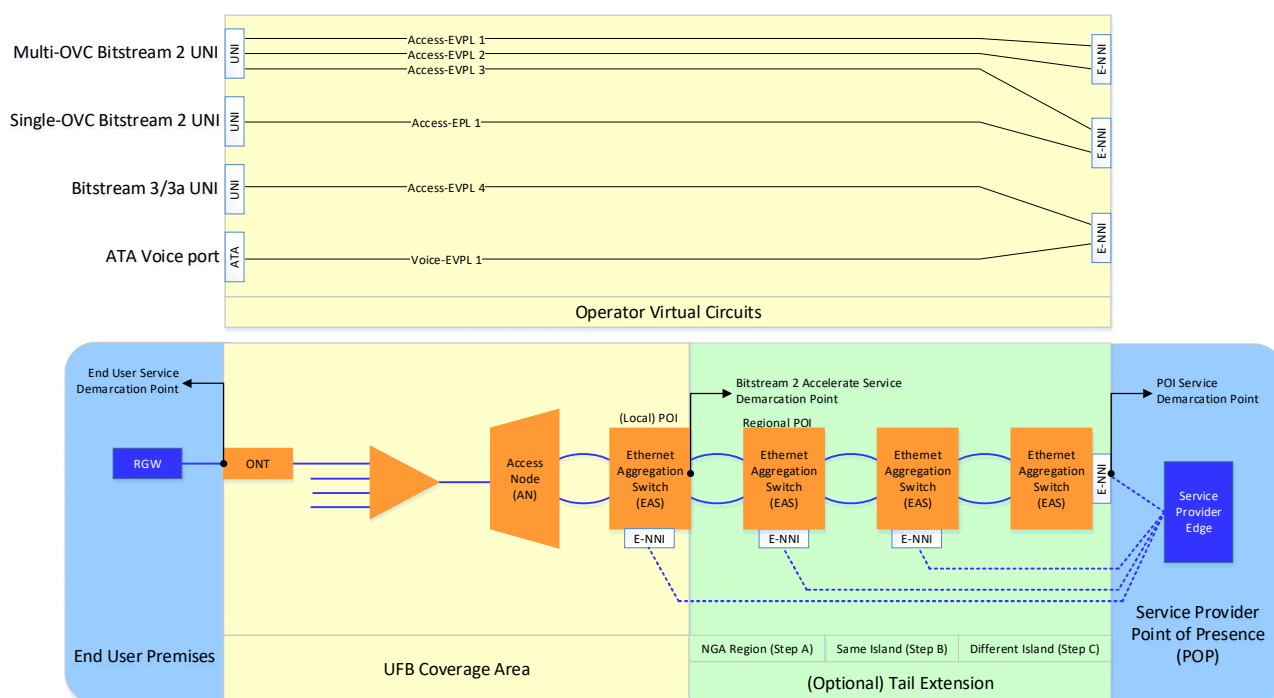 Multi-OVC Bitstream 2 UNI
UNI
Access-EVPL 1
Access-EVPL 2
Access-EVPL 3
E-NNI
Single-OVC Bitstream 2 UNI
UNI
Access-EPL 1
E-NNI
Bitstream 3/3a UNI
UNI
Access-EVPL 4
E-NNI
ATA Voice port
ATA
Voice-EVPL 1
Operator Virtual Circuits
End User Service
Demarcation Point
Bitstream 2 Accelerate Service
Demarcation Point
POI Service
Demarcation Point
(Local) POI
Regional POI
RGW
ONT
Access
Node
(AN)
Ethernet
Aggregation
Switch
(EAS)
Ethernet
Aggregation
Switch
(EAS)
Ethernet
Aggregation
Switch
(EAS)
Ethernet
Aggregation
Switch
(EAS)
E-NNI
Service
Provider
Edge
E-NNI
E-NNI
E-NNI
End User Premises
UFB Coverage Area
NGA Region (Step A)
Same Island (Step B)
Different Island (Step C)
(Optional) Tail Extension
Service Provider
Point of Presence
(POP)